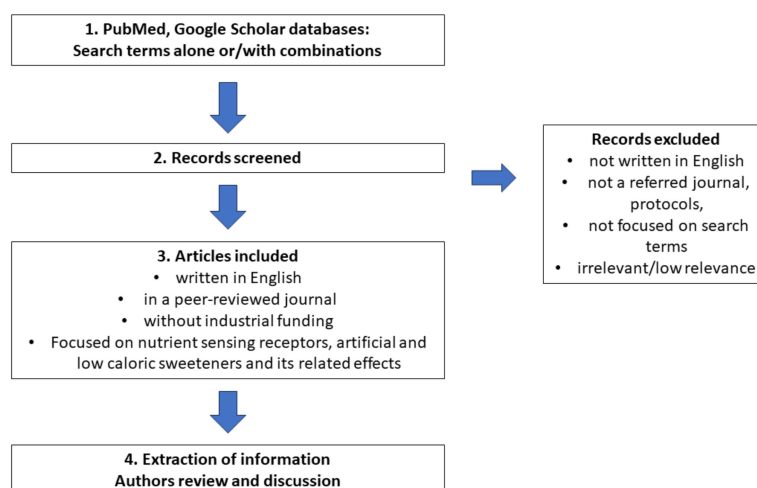 1. PubMed, Google Scholar databases:
Search terms alone or/with combinations
2. Records screened
Records excluded
• not written in English
• not a referred journal,
protocols,
• not focused on search
terms
• irrelevant/low relevance
3. Articles included
• written in English
• in a peer-reviewed journal
• without industrial funding
• Focused on nutrient sensing receptors, artificial and
low caloric sweeteners and its related effects
4. Extraction of information
Authors review and discussion